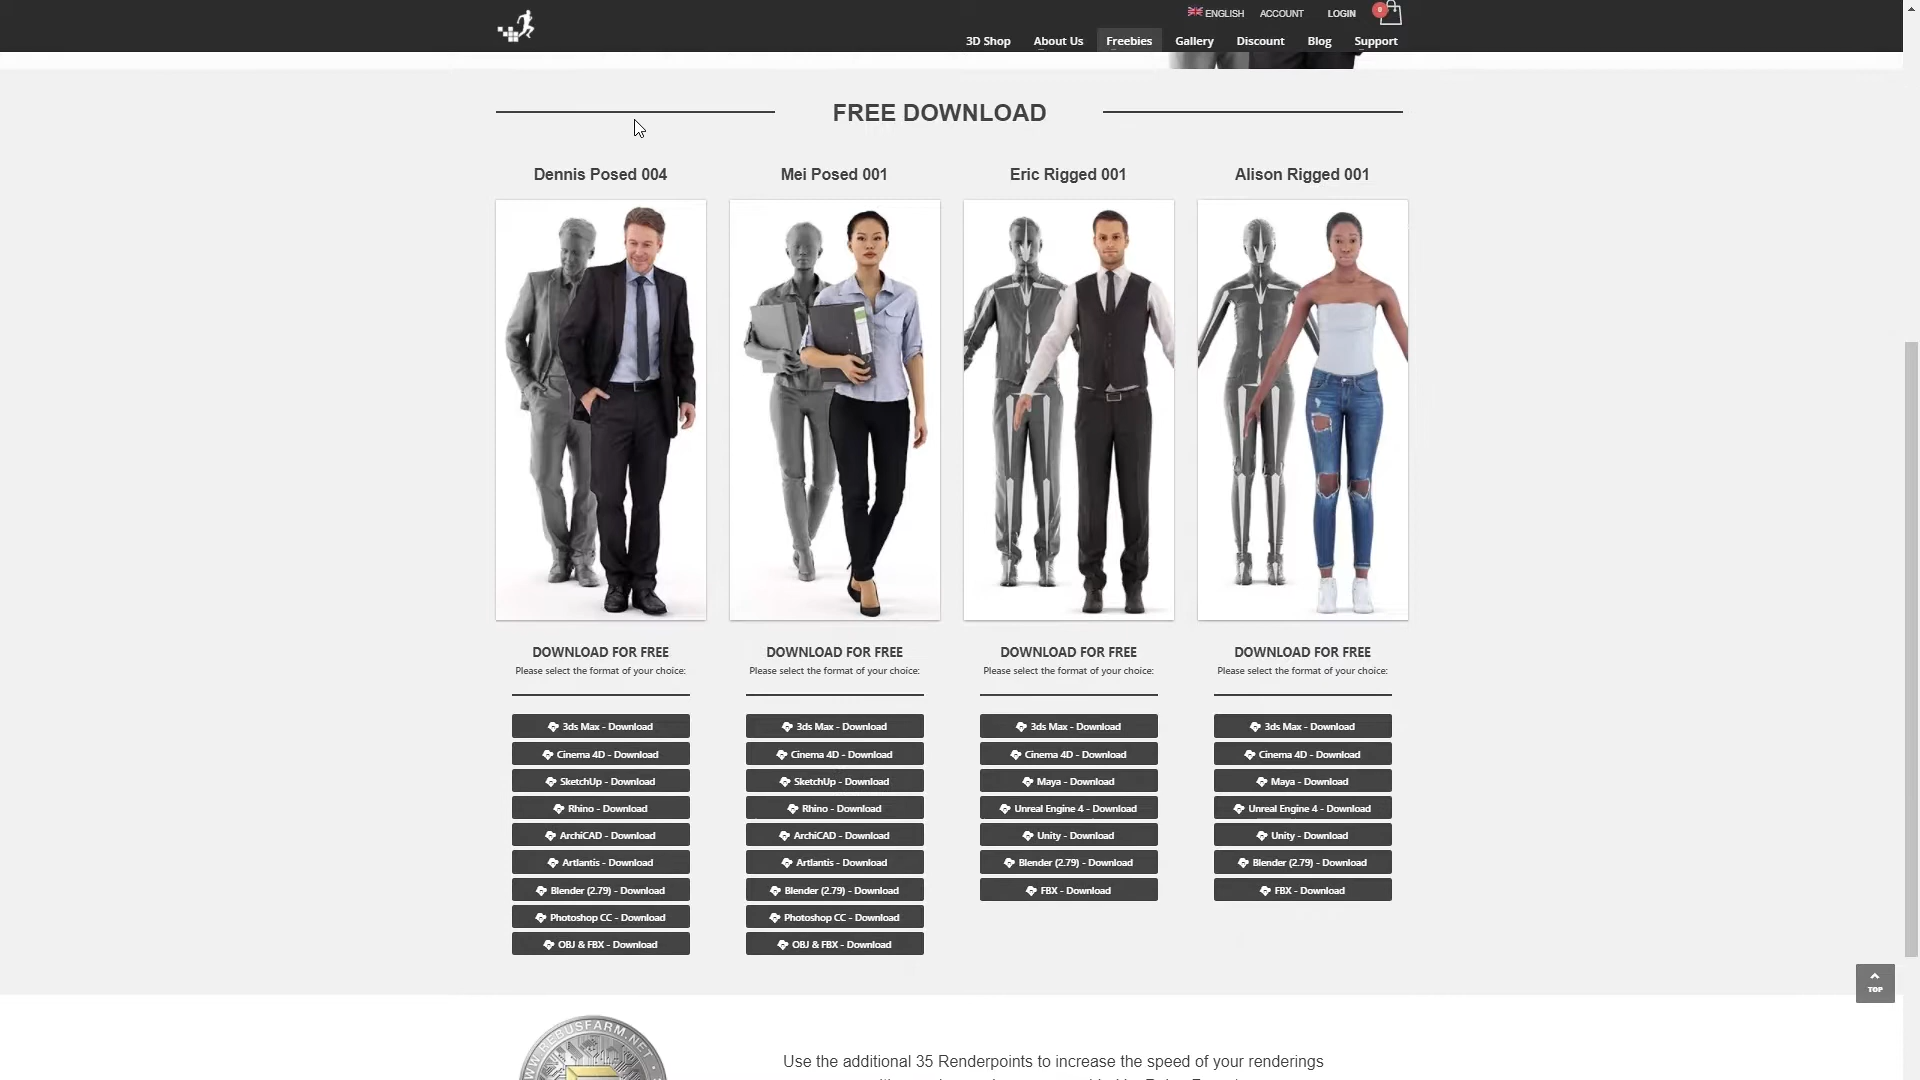 ENGLISH ACCOUNT LOGIN 0
3D Shop About Us Freebies Gallery Discount Blog Support
FREE DOWNLOAD
Dennis Posed 004
Mei Posed 001
Eric Rigged 001
Alison Rigged 001
DOWNLOAD FOR FREE
Please select the format of your choice:
3ds Max - Download
Cinema 4D - Download
SketchUp - Download
Rhino - Download
ArchiCAD - Download
Artlantis - Download
Blender (2.79) - Download
Photoshop CC - Download
OBJ & FBX - Download
DOWNLOAD FOR FREE
Please select the format of your choice:
3ds Max - Download
Cinema 4D - Download
SketchUp - Download
Rhino - Download
ArchiCAD - Download
Artlantis - Download
Blender (2.79) - Download
Photoshop CC - Download
OBJ & FBX - Download
DOWNLOAD FOR FREE
Please select the format of your choice:
3ds Max - Download
Cinema 4D - Download
Maya - Download
Unreal Engine 4 - Download
Unity - Download
Blender (2.79) - Download
FBX - Download
DOWNLOAD FOR FREE
Please select the format of your choice:
3ds Max - Download
Cinema 4D - Download
Maya - Download
Unreal Engine 4 - Download
Unity - Download
Blender (2.79) - Download
FBX - Download
TOP
WWW.REBUSFARM.NET
Use the additional 35 Renderpoints to increase the speed of your renderings